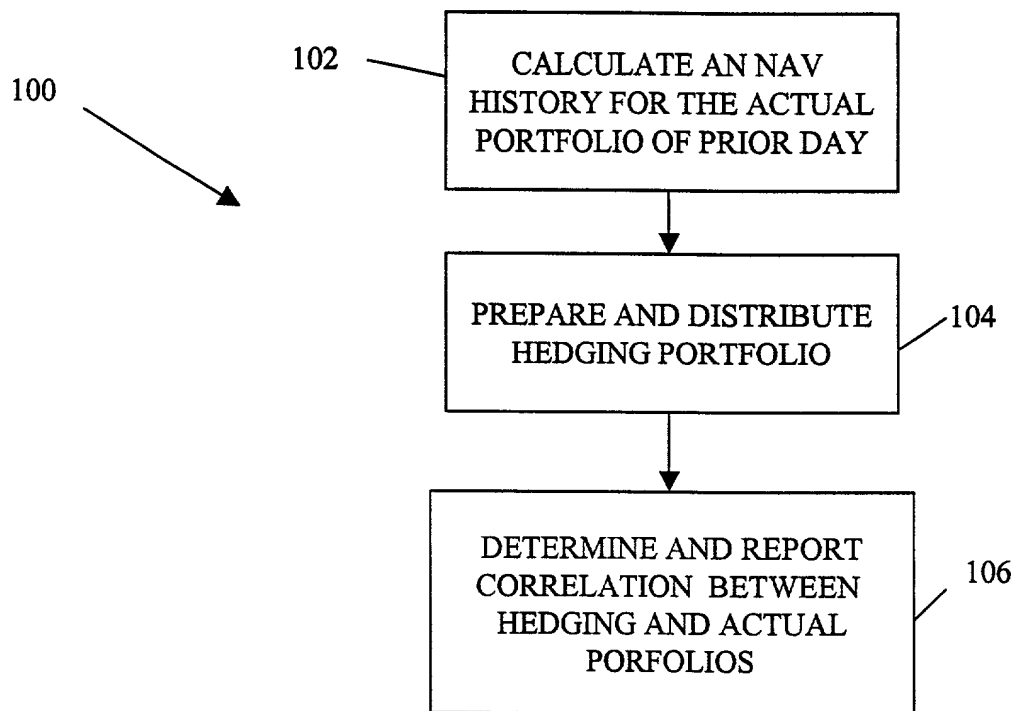 102
CALCULATE AN NAV
HISTORY FOR THE ACTUAL
PORTFOLIO OF PRIOR DAY
100
PREPARE AND DISTRIBUTE
HEDGING PORTFOLIO
104
DETERMINE AND REPORT
CORRELATION BETWEEN
HEDGING AND ACTUAL
PORFOLIOS
106